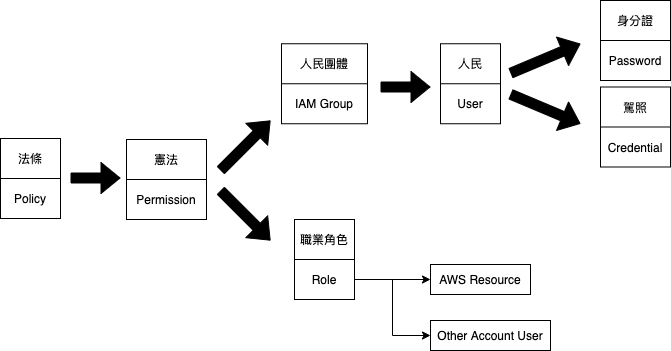 法條
Policy
憲法
Permission
人民團體
IAM Group
人民
User
身分證
Password
駕照
Credential
職業角色
Role
AWS Resource
Other Account User